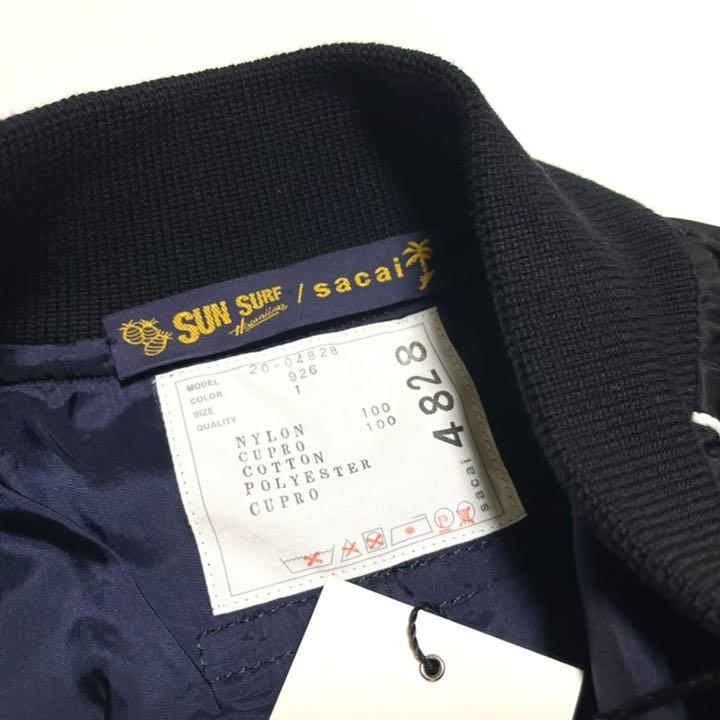 SUN SURF Hawaiian / sacai
MODEL 20-04828
COLOR 926
SIZE 1
QUALITY
NYLON 100
CUPRO 100
COTTON
POLYESTER
CUPRO
4828
sacai
P